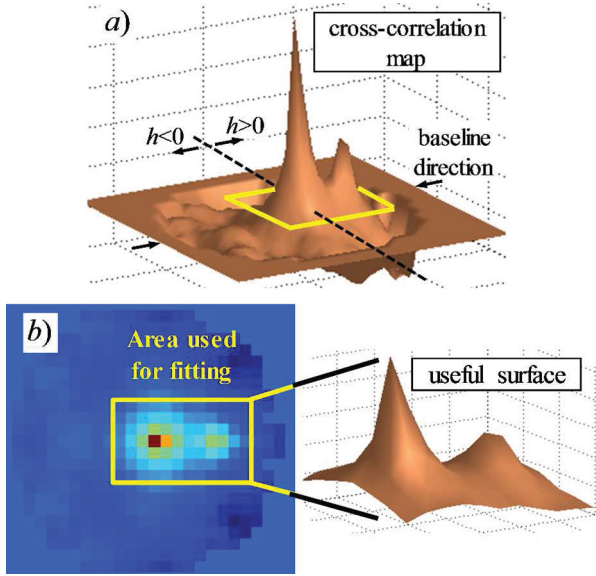 a)
cross-correlation
map
h<0
h>0
baseline
direction
b)
Area used
for fitting
useful surface